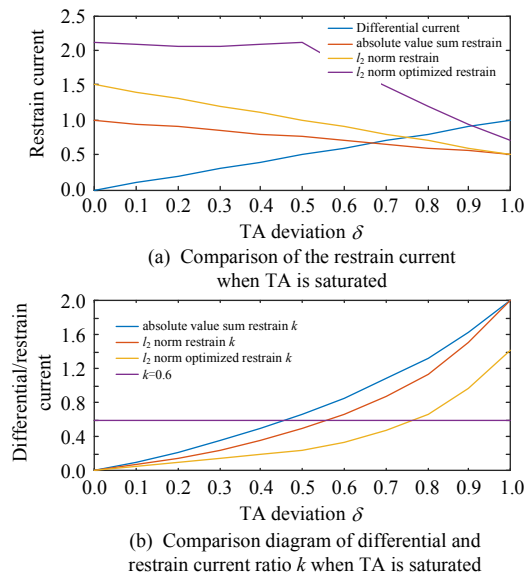 2.5
2.0
1.5
1.0
0.5
0.0
Restrain current
Differential current
absolute value sum restrain
l₂ norm restrain
l₂ norm optimized restrain
0.0 0.1 0.2 0.3 0.4 0.5 0.6 0.7 0.8 0.9 1.0
TA deviation δ
(a) Comparison of the restrain current
when TA is saturated
2.0
1.6
1.2
0.8
0.4
0.0
Differential/restrain
current
absolute value sum restrain k
l₂ norm restrain k
l₂ norm optimized restrain k
k=0.6
0.0 0.1 0.2 0.3 0.4 0.5 0.6 0.7 0.8 0.9 1.0
TA deviation δ
(b) Comparison diagram of differential and
restrain current ratio k when TA is saturated